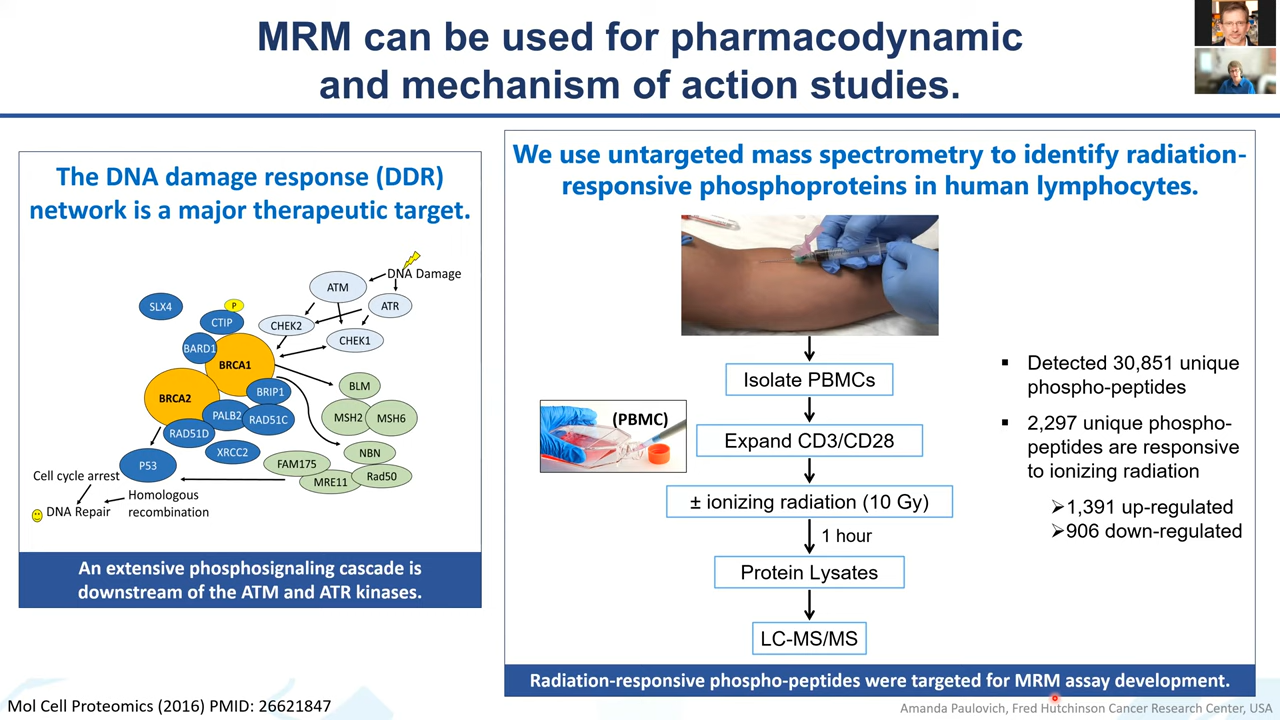 MRM can be used for pharmacodynamic
and mechanism of action studies.
The DNA damage response (DDR)
network is a major therapeutic target.
DNA Damage
ATM
ATR
SLX4
P
CTIP
CHEK2
CHEK1
BARD1
BRCA1
BLM
BRCA2
BRIP1
MSH2
MSH6
PALB2
RAD51C
RAD51D
XRCC2
NBN
P53
FAM175
MRE11
Rad50
Cell cycle arrest
Homologous
recombination
DNA Repair
An extensive phosphosignaling cascade is
downstream of the ATM and ATR kinases.
We use untargeted mass spectrometry to identify radiation-
responsive phosphoproteins in human lymphocytes.
Isolate PBMCs
(PBMC)
Expand CD3/CD28
± ionizing radiation (10 Gy)
1 hour
Protein Lysates
LC-MS/MS
▪ Detected 30,851 unique
phospho-peptides
▪ 2,297 unique phospho-
peptides are responsive
to ionizing radiation
➢1,391 up-regulated
➢906 down-regulated
Radiation-responsive phospho-peptides were targeted for MRM assay development.
Mol Cell Proteomics (2016) PMID: 26621847
Amanda Paulovich, Fred Hutchinson Cancer Research Center, USA